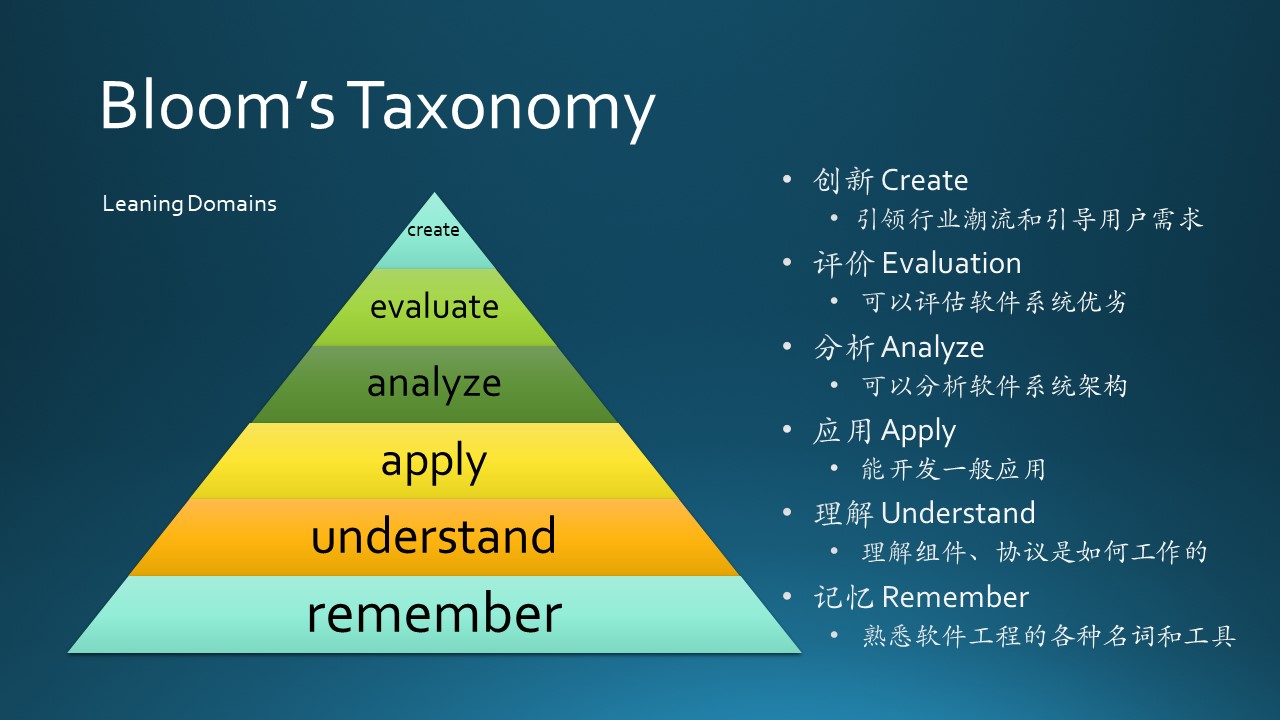 Bloom’s Taxonomy
Leaning Domains
create
evaluate
analyze
apply
understand
remember
• 创新 Create
• 引领行业潮流和引导用户需求
• 评价 Evaluation
• 可以评估软件系统优劣
• 分析 Analyze
• 可以分析软件系统架构
• 应用 Apply
• 能开发一般应用
• 理解 Understand
• 理解组件、协议是如何工作的
• 记忆 Remember
• 熟悉软件工程的各种名词和工具